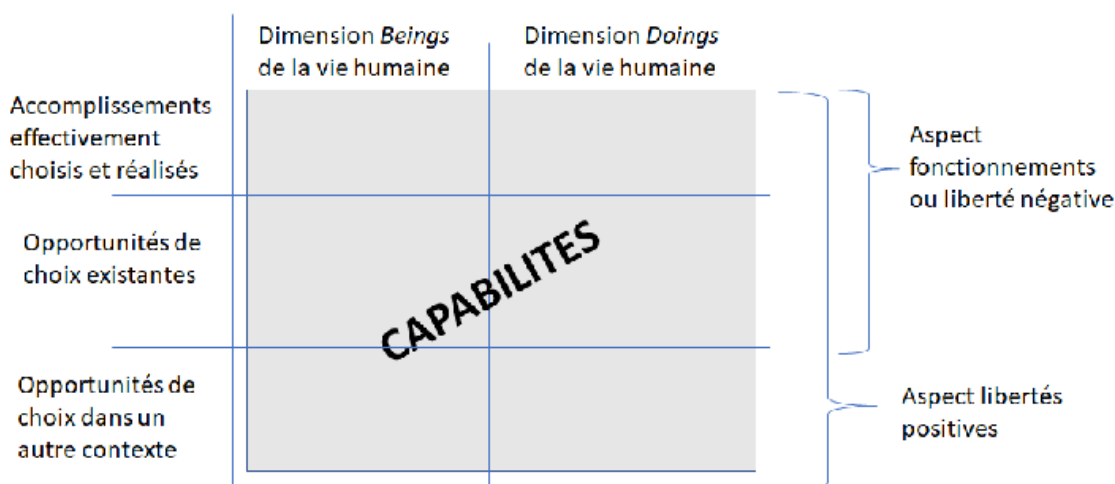 Dimension Beings
de la vie humaine
Dimension Doings
de la vie humaine
Accomplissements
effectivement
choisis et réalisés
Opportunités de
choix existantes
Opportunités de
choix dans un
autre contexte
CAPABILITES
Aspect
fonctionnements
ou liberté négative
Aspect libertés
positives